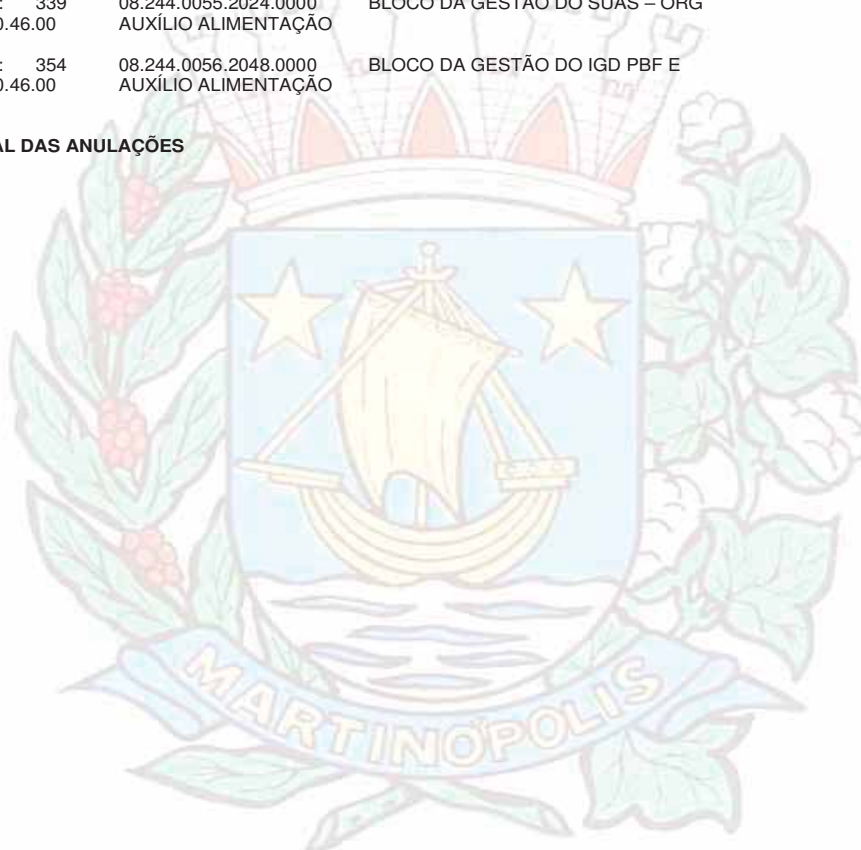 : 339 08.244.0055.2024.0000 BLOCO DA GESTÃO DO SUAS – ORG
0.46.00 AUXÍLIO ALIMENTAÇÃO
: 354 08.244.0056.2048.0000 BLOCO DA GESTÃO DO IGD PBF E
0.46.00 AUXÍLIO ALIMENTAÇÃO
AL DAS ANULAÇÕES
MARTINÓPOLIS